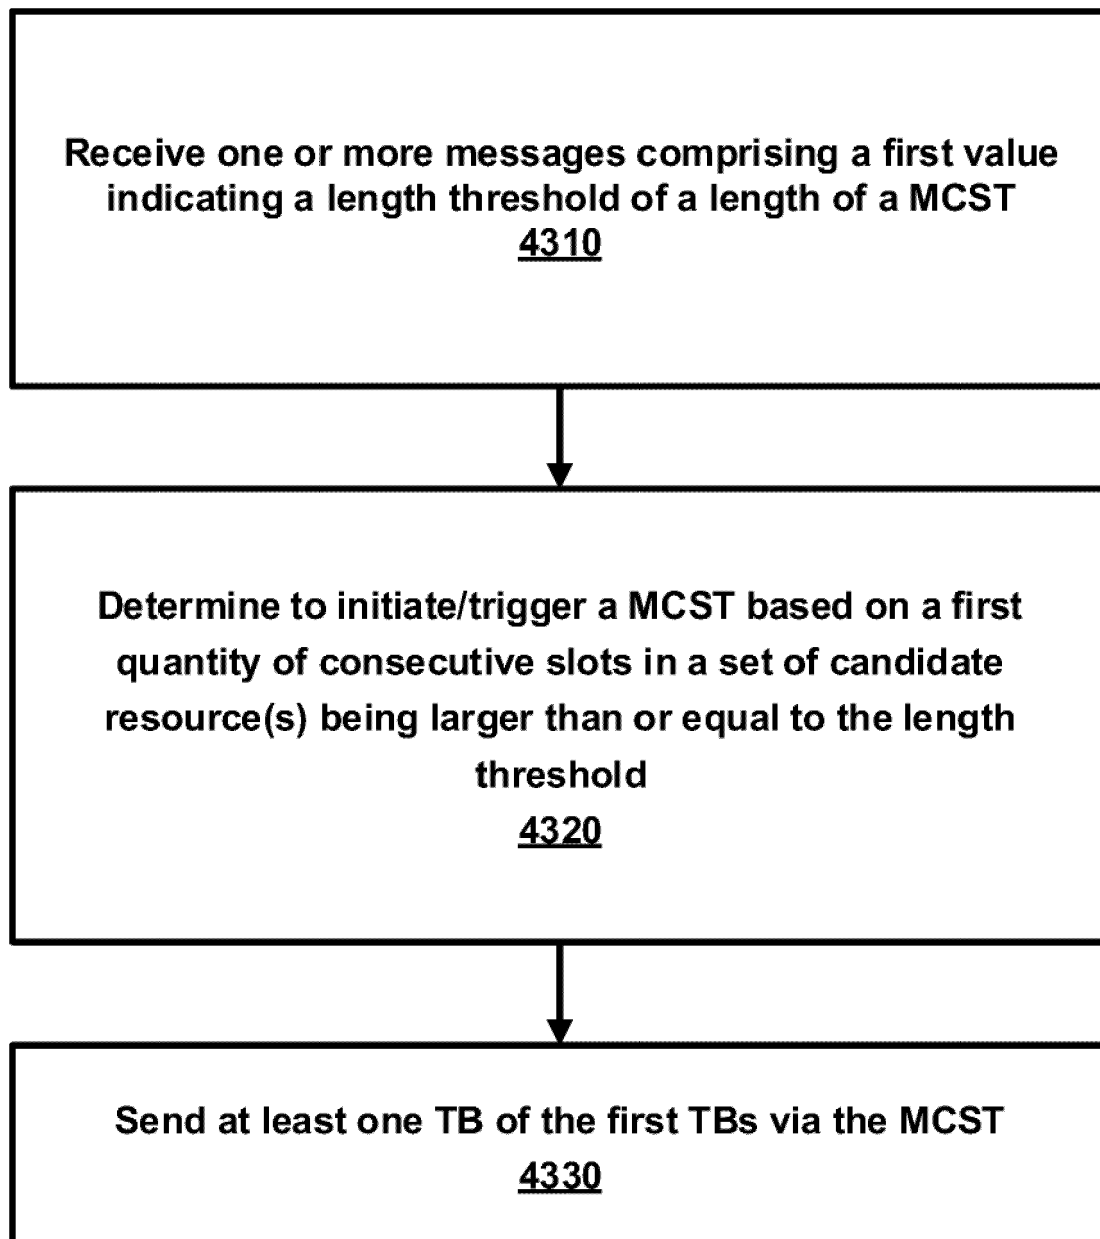 Receive one or more messages comprising a first value
indicating a length threshold of a length of a MCST
4310
Determine to initiate/trigger a MCST based on a first
quantity of consecutive slots in a set of candidate
resource(s) being larger than or equal to the length
threshold
4320
Send at least one TB of the first TBs via the MCST
4330